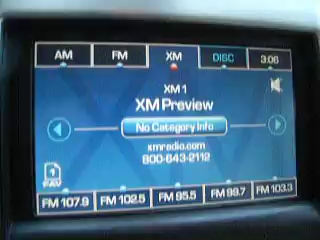 AM FM XM DISC 3:06
XM 1
XM Preview
No Category Info
xmradio.com
800-643-2112
1
FAV
FM 107.9 FM 102.5 FM 95.5 FM 99.7 FM 103.3